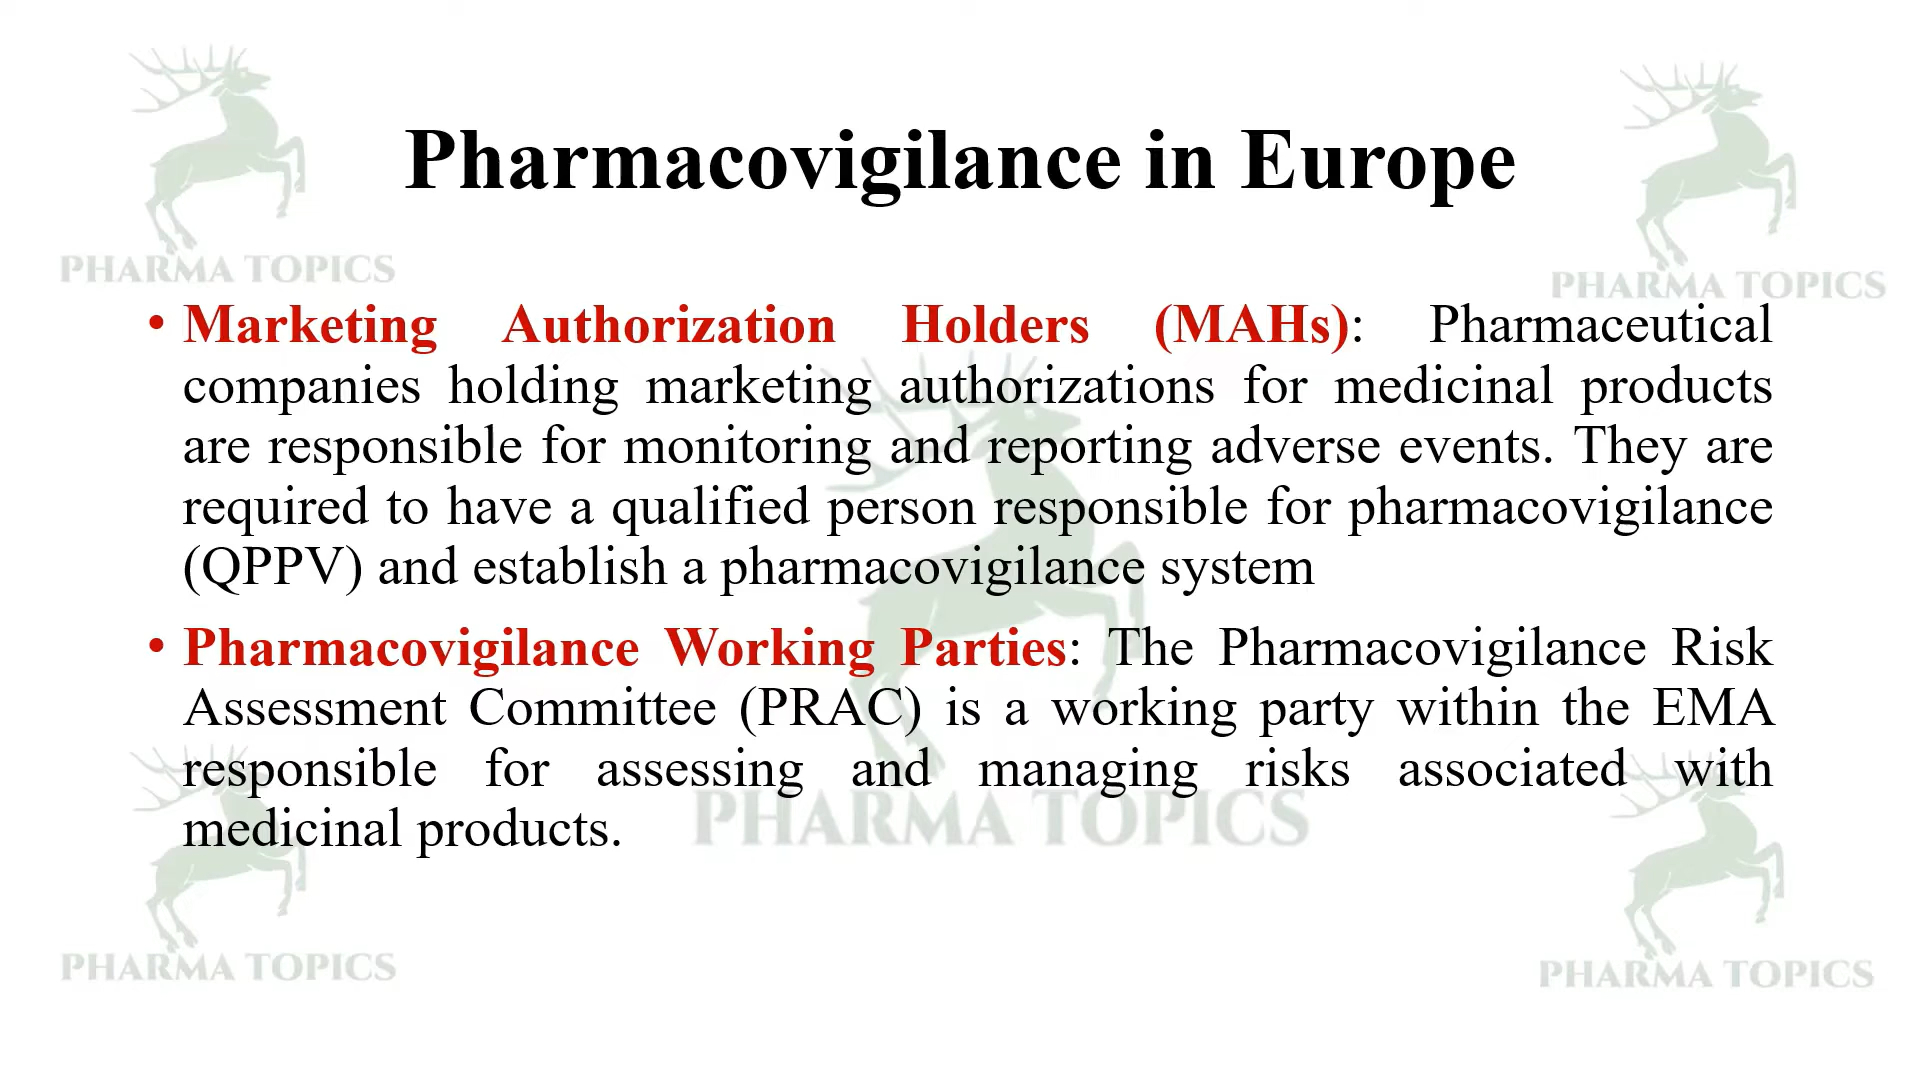 Pharmacovigilance in Europe
PHARMA TOPICS
PHARMA TOPICS
• Marketing Authorization Holders (MAHs): Pharmaceutical
companies holding marketing authorizations for medicinal products
are responsible for monitoring and reporting adverse events. They are
required to have a qualified person responsible for pharmacovigilance
(QPPV) and establish a pharmacovigilance system
• Pharmacovigilance Working Parties: The Pharmacovigilance Risk
Assessment Committee (PRAC) is a working party within the EMA
responsible for assessing and managing risks associated with
medicinal products.
PHARMA TOPICS
PHARMA TOPICS
PHARMA TOPICS